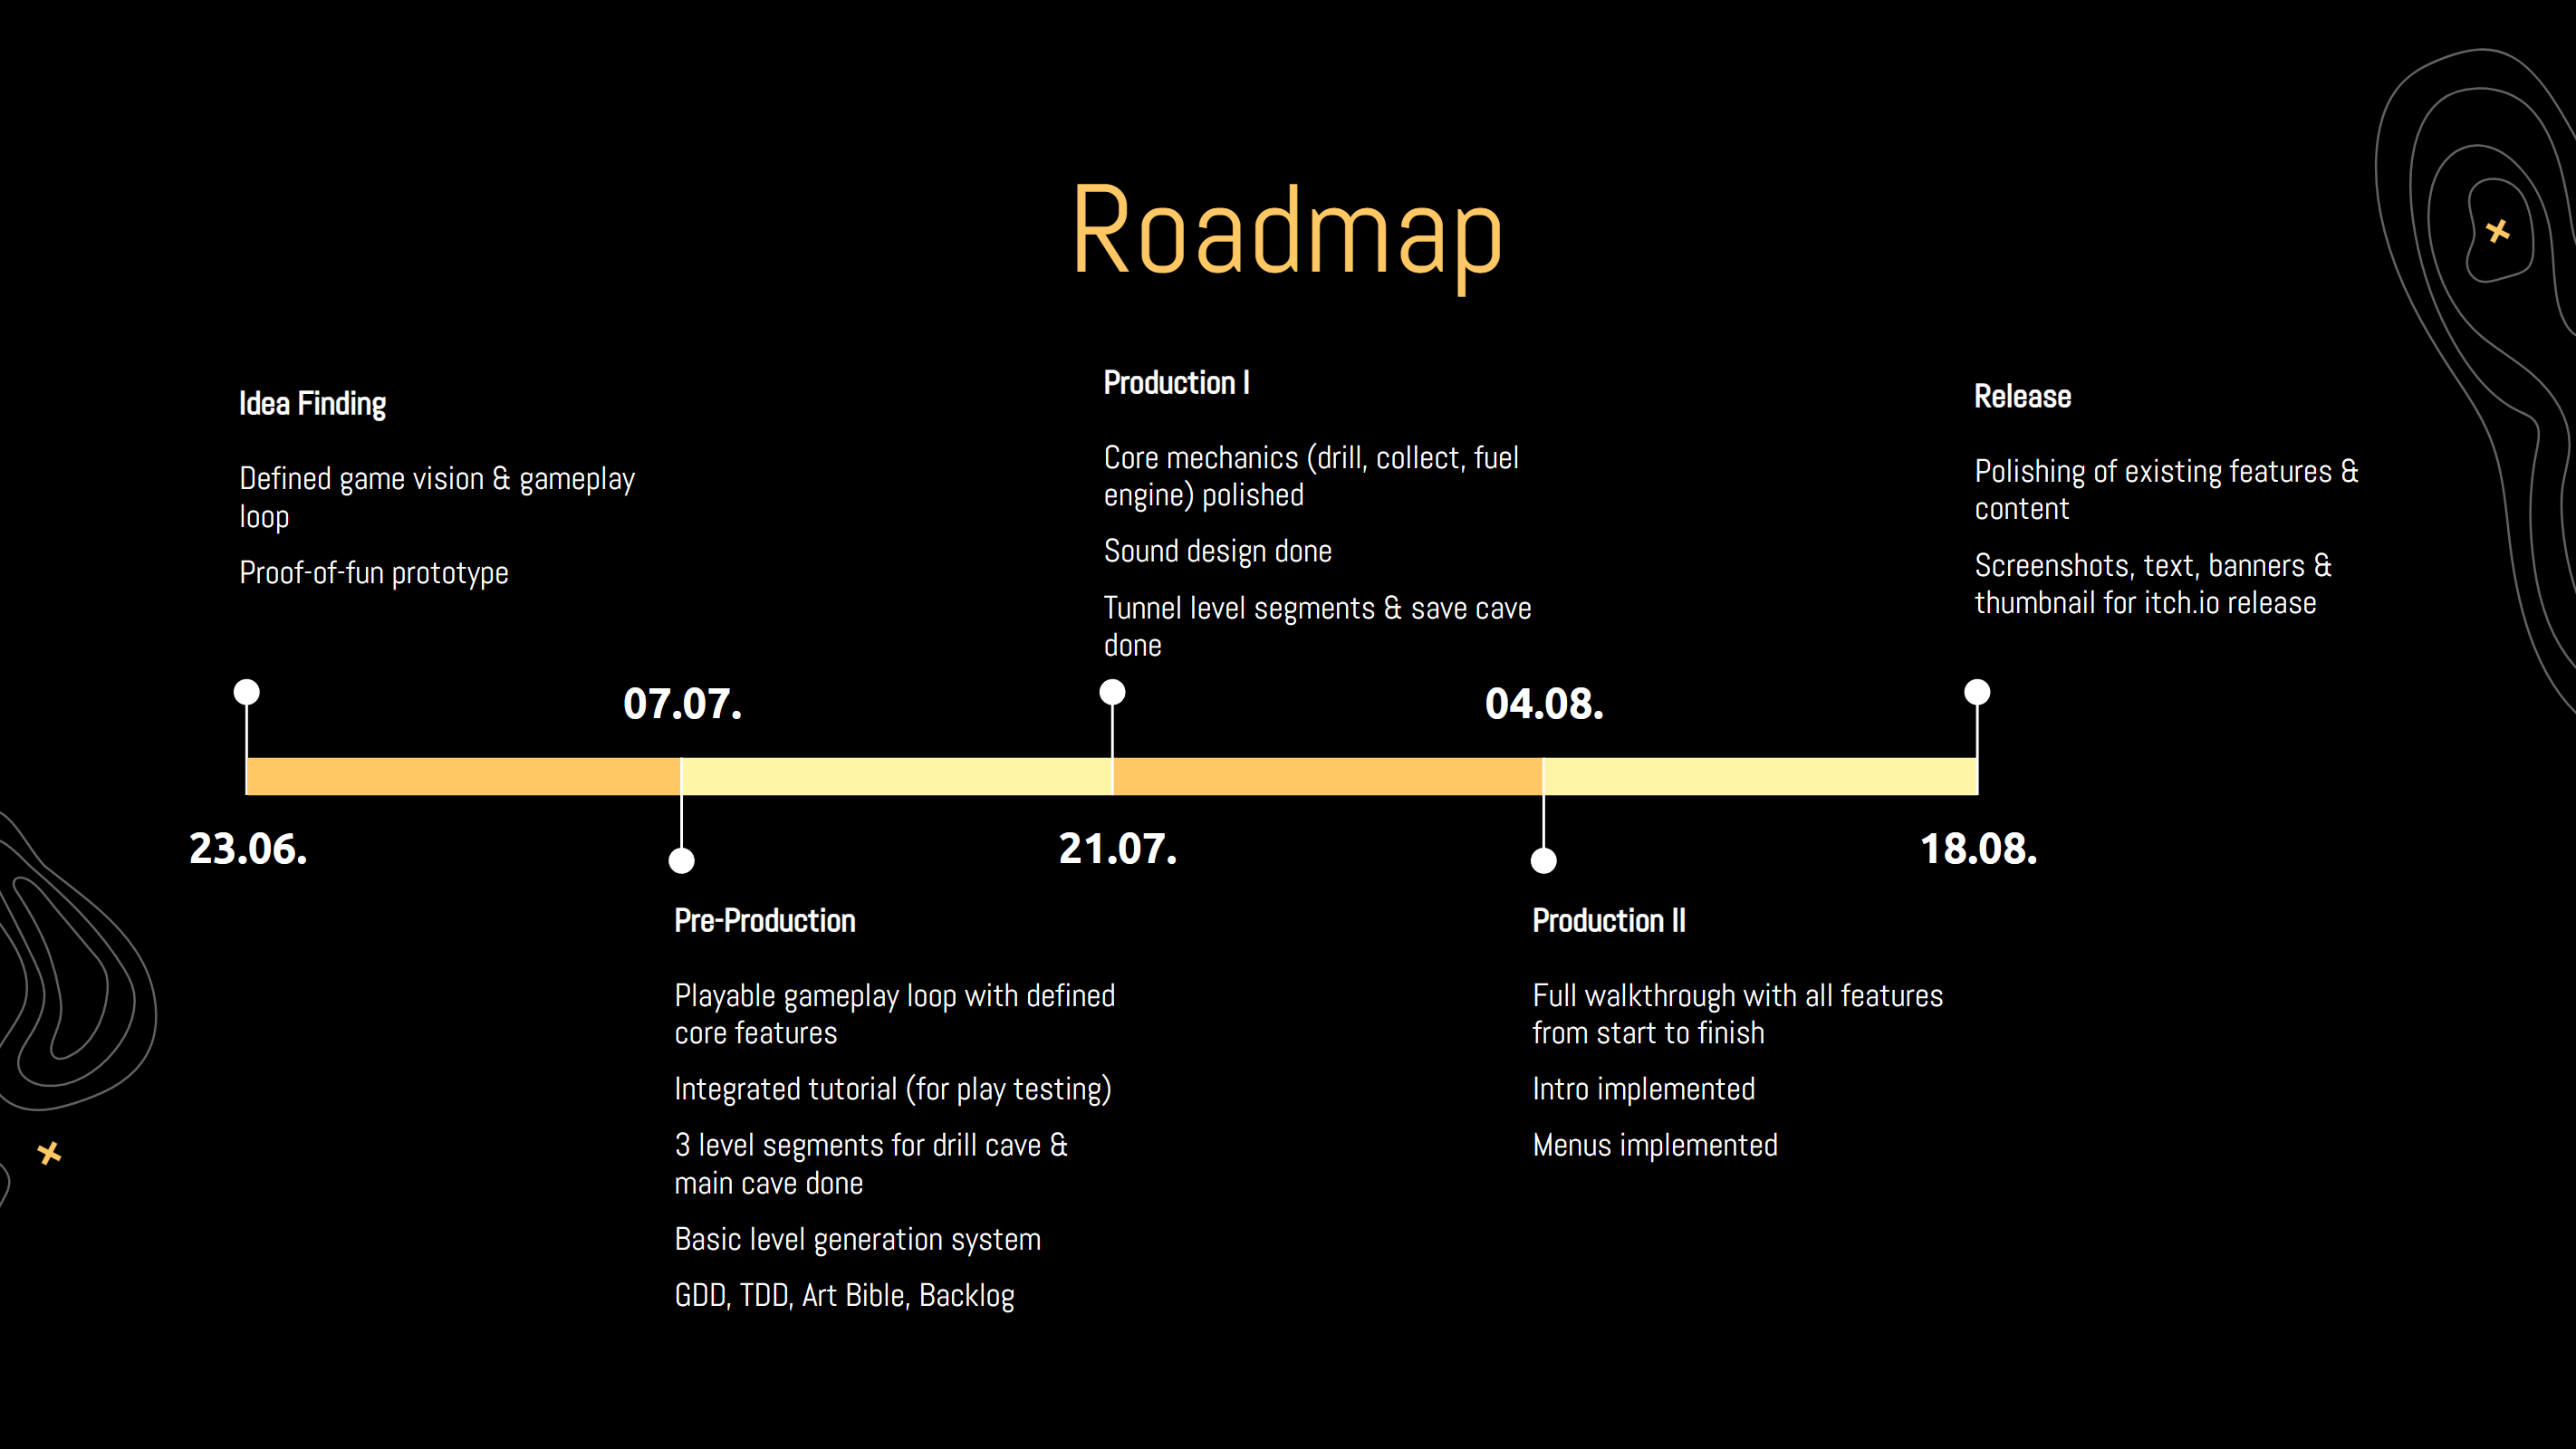 Roadmap
Idea Finding
Defined game vision & gameplay
loop
Proof-of-fun prototype
Production I
Core mechanics (drill, collect, fuel
engine) polished
Sound design done
Tunnel level segments & save cave
done
Release
Polishing of existing features &
content
Screenshots, text, banners &
thumbnail for itch.io release
07.07.
04.08.
23.06.
21.07.
18.08.
Pre-Production
Playable gameplay loop with defined
core features
Integrated tutorial (for play testing)
3 level segments for drill cave &
main cave done
Basic level generation system
GDD, TDD, Art Bible, Backlog
Production II
Full walkthrough with all features
from start to finish
Intro implemented
Menus implemented